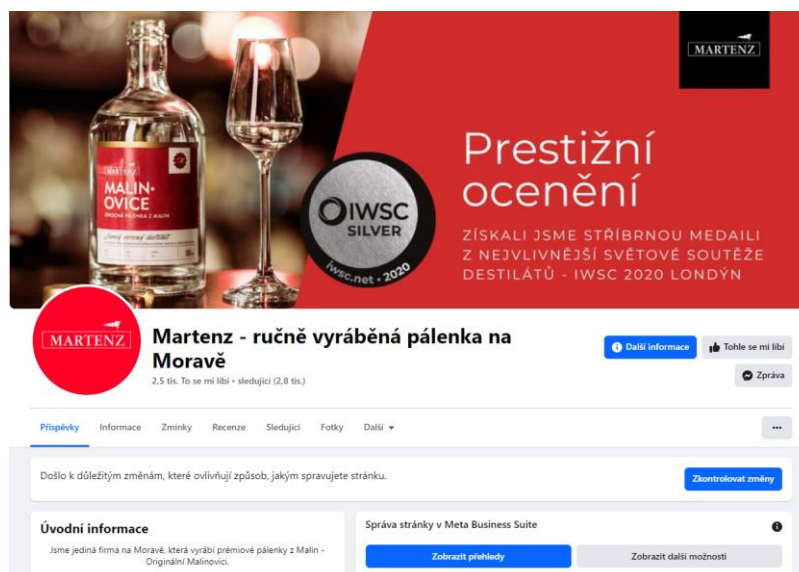 MARTENZ
MARTENZ
MALIN-
OVICE
OVOCNÁ PÁLENKA Z MALIN
Jemný ovocný destilát
IWSC
SILVER
iwsc.net • 2020
Prestižní
ocenění
ZÍSKALI JSME STŘÍBRNOU MEDAILI
Z NEJVLIVNĚJŠÍ SVĚTOVÉ SOUTĚŽE
DESTILÁTŮ - IWSC 2020 LONDÝN
MARTENZ
Martenz - ručně vyráběná pálenka na
Moravě
2,5 tis. To se mi líbí • sledující (2,8 tis.)
Další informace
Tohle se mi líbí
Zpráva
Příspěvky Informace Zmínky Recenze Sledující Fotky Další
Došlo k důležitým změnám, které ovlivňují způsob, jakým spravujete stránku.
Zkontrolovat změny
Úvodní informace
Jsme jediná firma na Moravě, která vyrábí prémiové pálenky z Malin -
Originální Malinovici.
Správa stránky v Meta Business Suite
Zobrazit přehledy
Zobrazit další možnosti